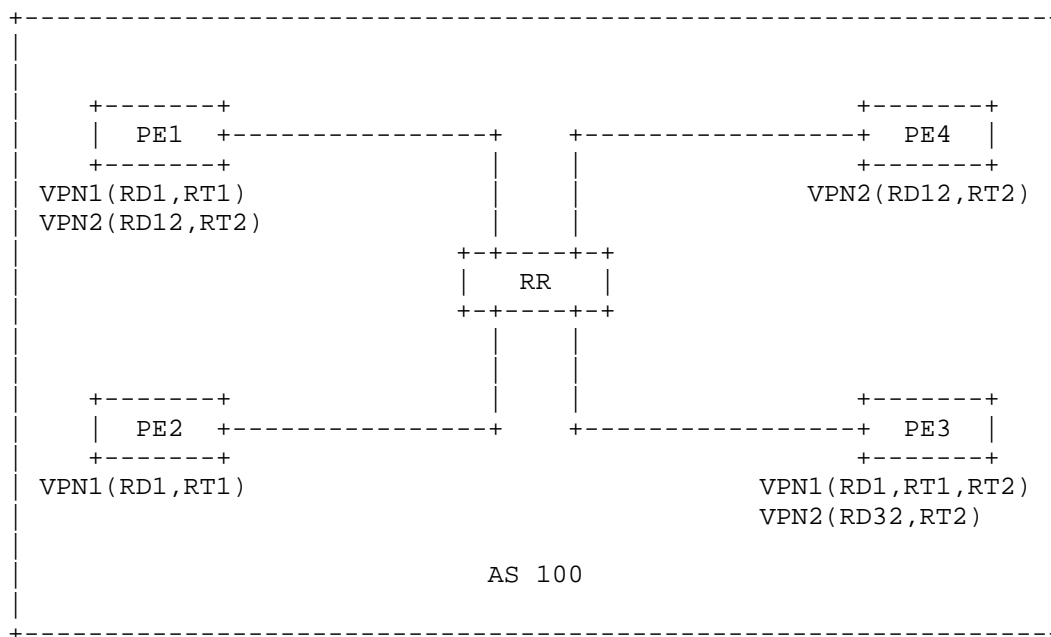 PE1 PE4
VPN1(RD1,RT1) VPN2(RD12,RT2)
VPN2(RD12,RT2)
RR
PE2 PE3
VPN1(RD1,RT1) VPN1(RD1,RT1,RT2)
VPN2(RD32,RT2)
AS 100